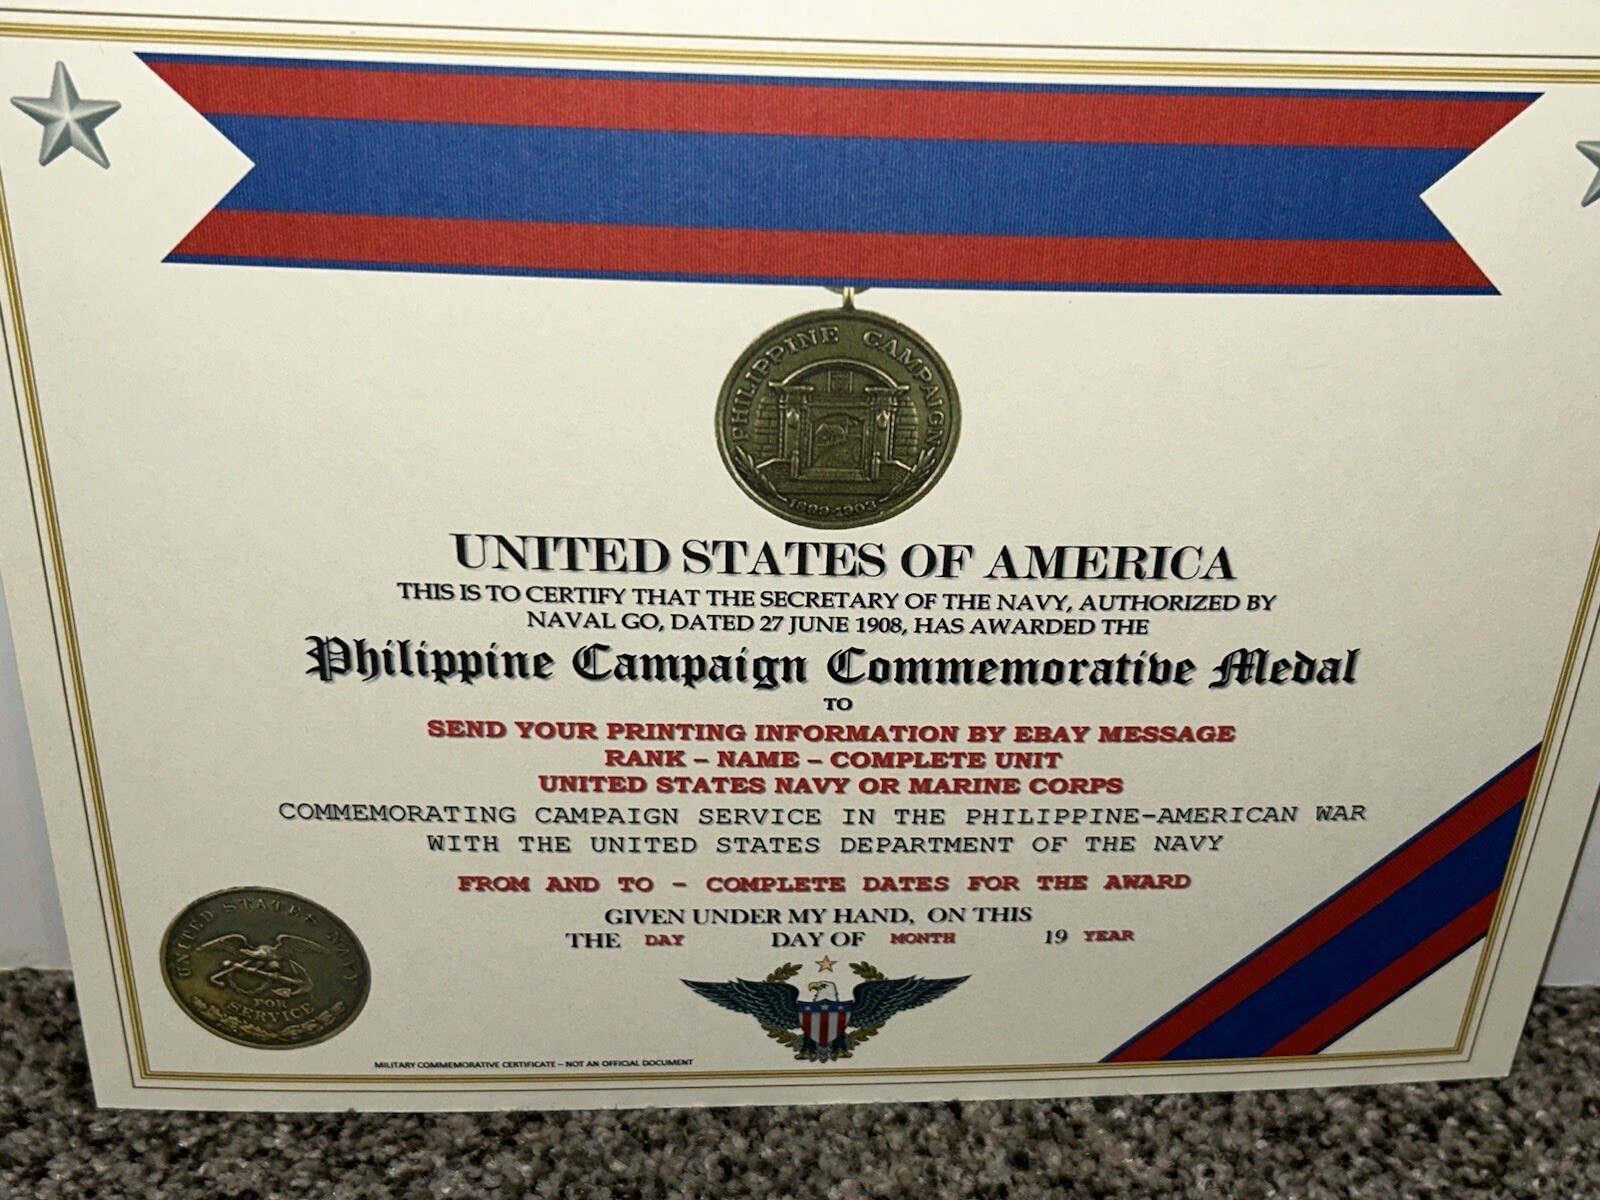 PHILIPPINE CAMPAIGN
1899-1903
UNITED STATES OF AMERICA
THIS IS TO CERTIFY THAT THE SECRETARY OF THE NAVY, AUTHORIZED BY
NAVAL GO, DATED 27 JUNE 1908, HAS AWARDED THE
Philippine Campaign Commemorative Medal
TO
SEND YOUR PRINTING INFORMATION BY EBAY MESSAGE
RANK – NAME – COMPLETE UNIT
UNITED STATES NAVY OR MARINE CORPS
COMMEMORATING CAMPAIGN SERVICE IN THE PHILIPPINE-AMERICAN WAR
WITH THE UNITED STATES DEPARTMENT OF THE NAVY
FROM AND TO – COMPLETE DATES FOR THE AWARD
GIVEN UNDER MY HAND, ON THIS
THE DAY DAY OF MONTH 19 YEAR
UNITED STATES NAVY
FOR
SERVICE
MILITARY COMMEMORATIVE CERTIFICATE – NOT AN OFFICIAL DOCUMENT